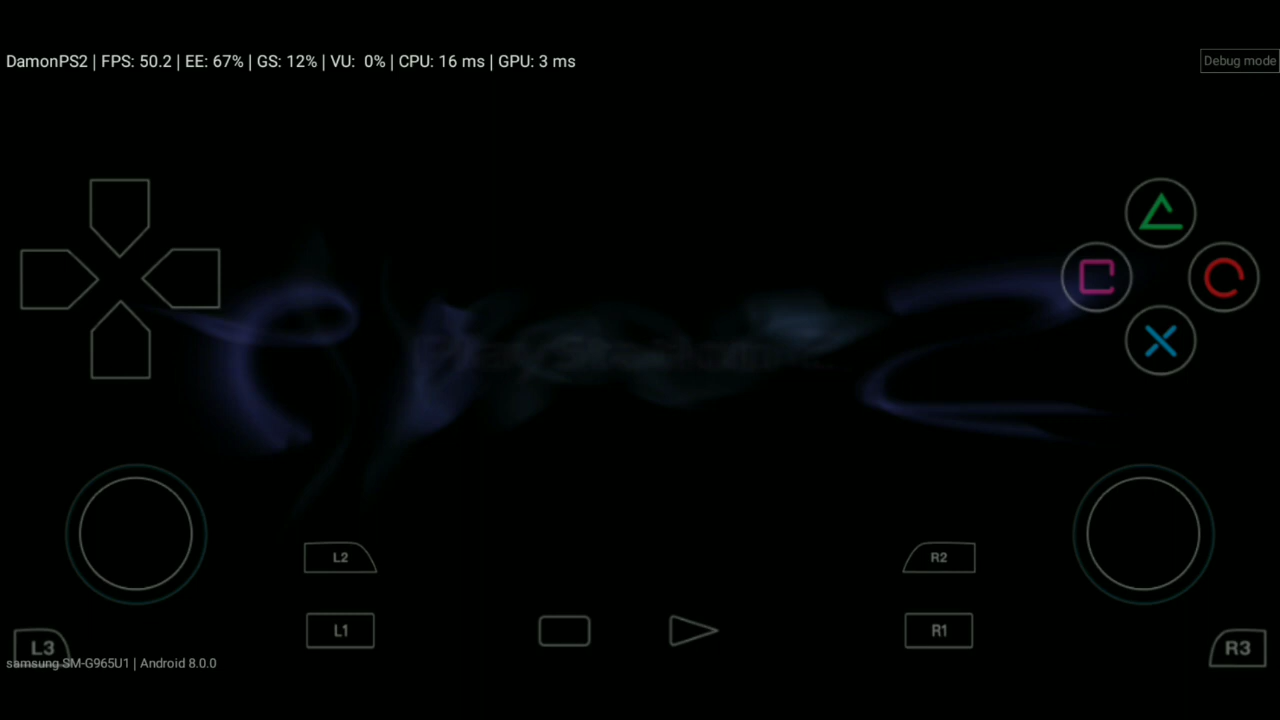 DamonPS2 | FPS: 50.2 | EE: 67% | GS: 12% | VU: 0% | CPU: 16 ms | GPU: 3 ms
Debug mode
L2
R2
L1
R1
L3
R3
samsung SM-G965U1 | Android 8.0.0